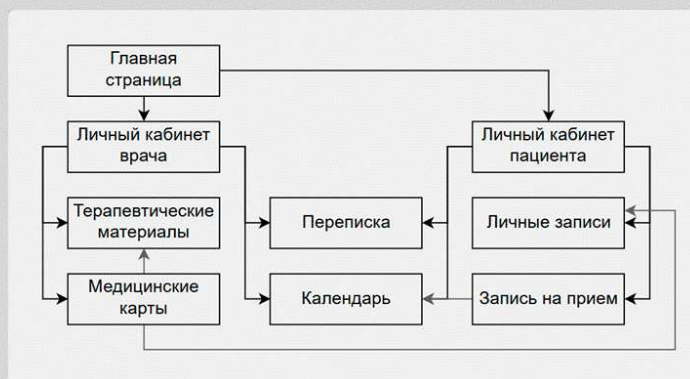 Главная
страница
Личный кабинет
врача
Личный кабинет
пациента
Терапевтические
материалы
Переписка
Личные записи
Медицинские
карты
Календарь
Запись на прием